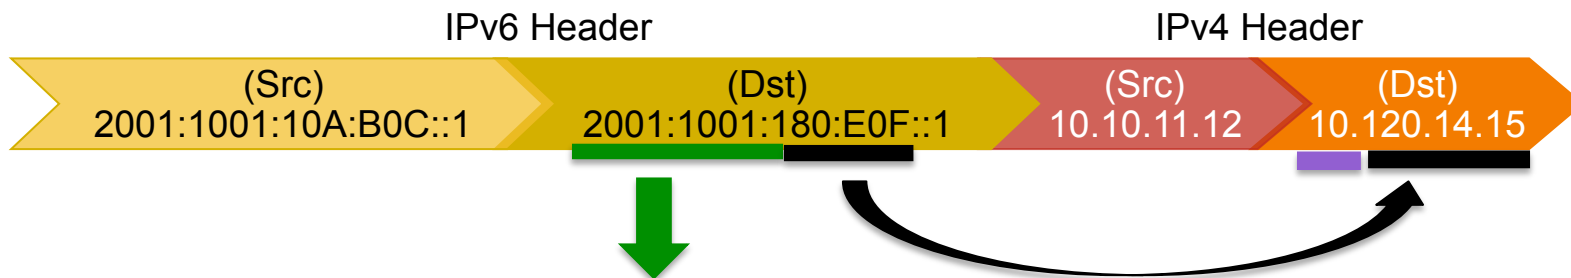 IPv6 Header
IPv4 Header
(Src)
2001:1001:10A:B0C::1
(Dst)
2001:1001:180:E0F::1
(Src)
10.10.11.12
(Dst)
10.120.14.15